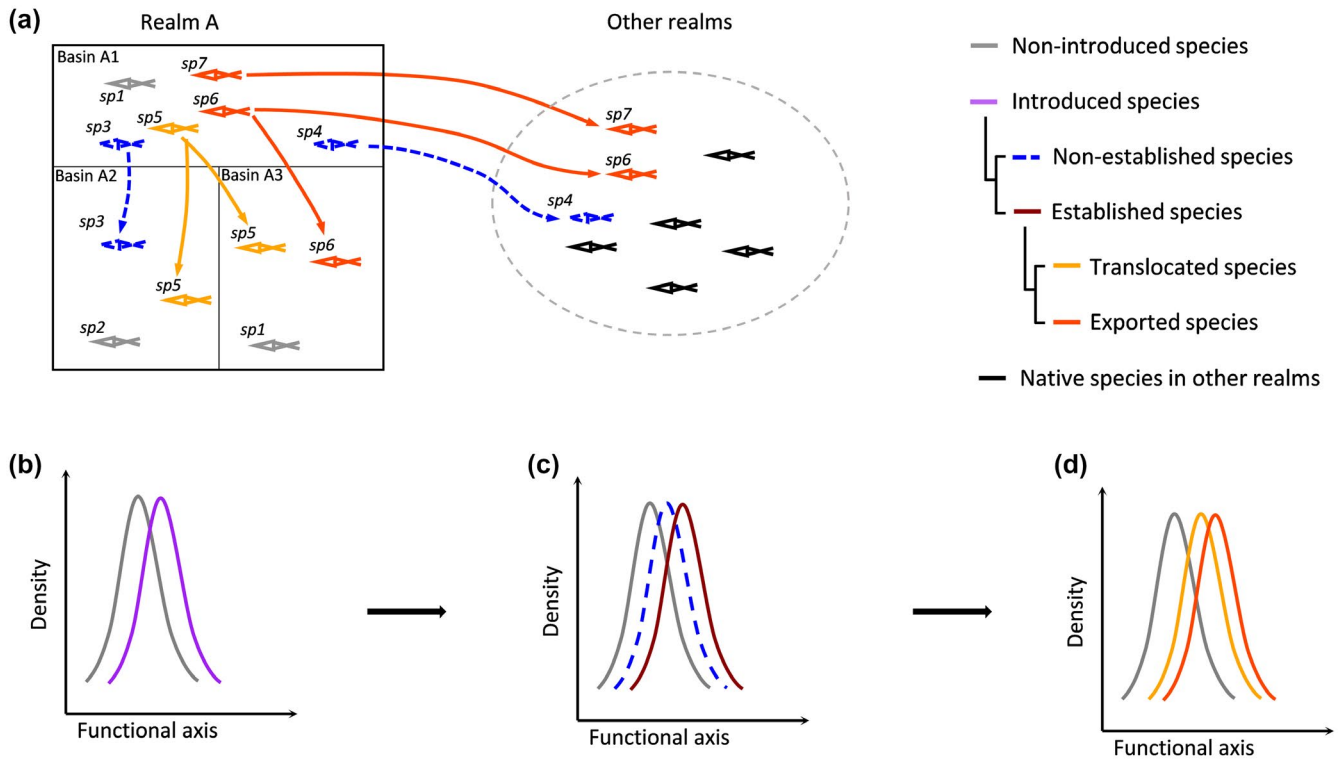 (a)
Realm A
Other realms
Basin A1
sp7
sp1
sp6
sp5
sp3
sp4
Basin A2
Basin A3
sp3
sp5
sp6
sp5
sp2
sp1
sp7
sp6
sp4
Non-introduced species
Introduced species
Non-established species
Established species
Translocated species
Exported species
Native species in other realms
(b)
Density
Functional axis
(c)
Density
Functional axis
(d)
Density
Functional axis